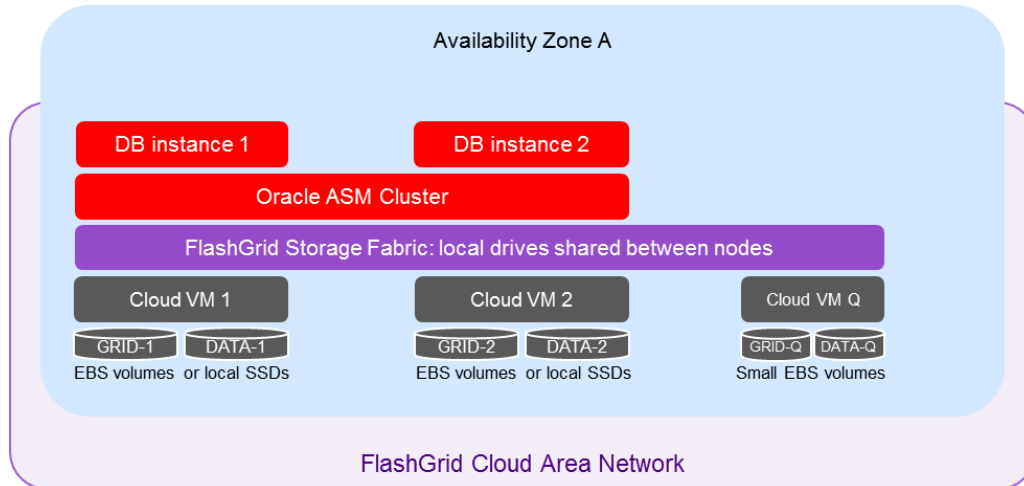 Availability Zone A
DB instance 1
DB instance 2
Oracle ASM Cluster
FlashGrid Storage Fabric: local drives shared between nodes
Cloud VM 1
Cloud VM 2
Cloud VM Q
GRID-1
DATA-1
GRID-2
DATA-2
GRID-Q
DATA-Q
EBS volumes or local SSDs
EBS volumes or local SSDs
Small EBS volumes
FlashGrid Cloud Area Network